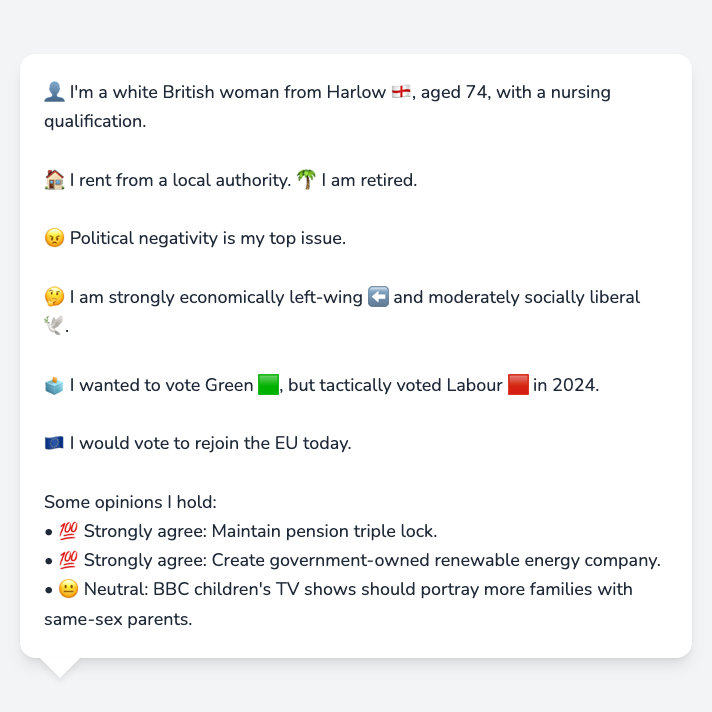 👤 I'm a white British woman from Harlow 🏴󠁧󠁢󠁥󠁮󠁧󠁿, aged 74, with a nursing
qualification.
🏠 I rent from a local authority. 🌴 I am retired.
😠 Political negativity is my top issue.
🤔 I am strongly economically left-wing ⬅️ and moderately socially liberal
🕊️.
🗳️ I wanted to vote Green 🟩, but tactically voted Labour 🟥 in 2024.
🇪🇺 I would vote to rejoin the EU today.
Some opinions I hold:
• 💯 Strongly agree: Maintain pension triple lock.
• 💯 Strongly agree: Create government-owned renewable energy company.
• 😐 Neutral: BBC children's TV shows should portray more families with
same-sex parents.